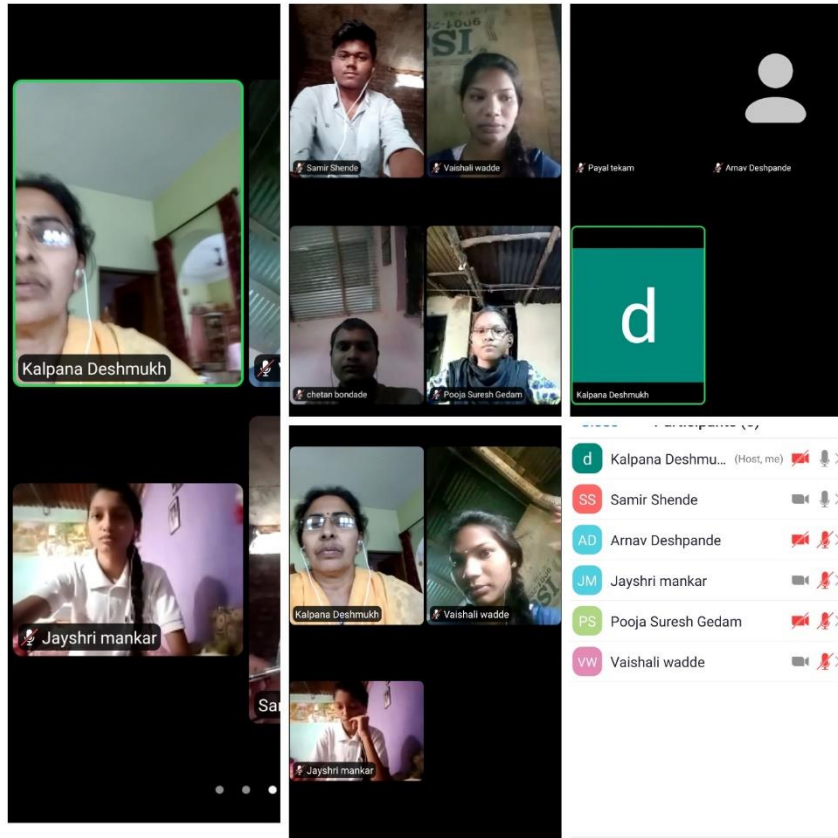 Kalpana Deshmukh
Jayshri mankar
Sar
Samir Shende
Vaishali wadde
chetan bondade
Pooja Suresh Gedam
Kalpana Deshmukh
Vaishali wadde
Jayshri mankar
Payal tekam
Arnav Deshpande
d
Kalpana Deshmukh
d Kalpana Deshmu... (Host, me)
SS Samir Shende
AD Arnav Deshpande
JM Jayshri mankar
PS Pooja Suresh Gedam
VW Vaishali wadde